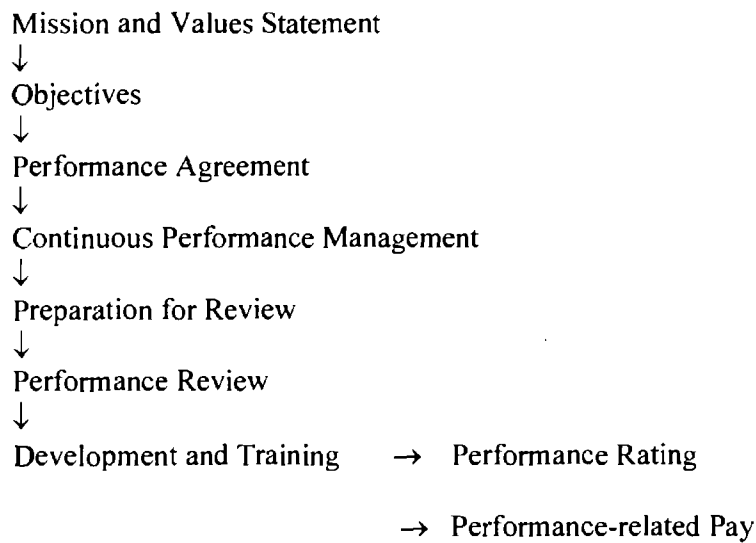 Mission and Values Statement
↓
Objectives
↓
Performance Agreement
↓
Continuous Performance Management
↓
Preparation for Review
↓
Performance Review
↓
Development and Training → Performance Rating
→ Performance-related Pay